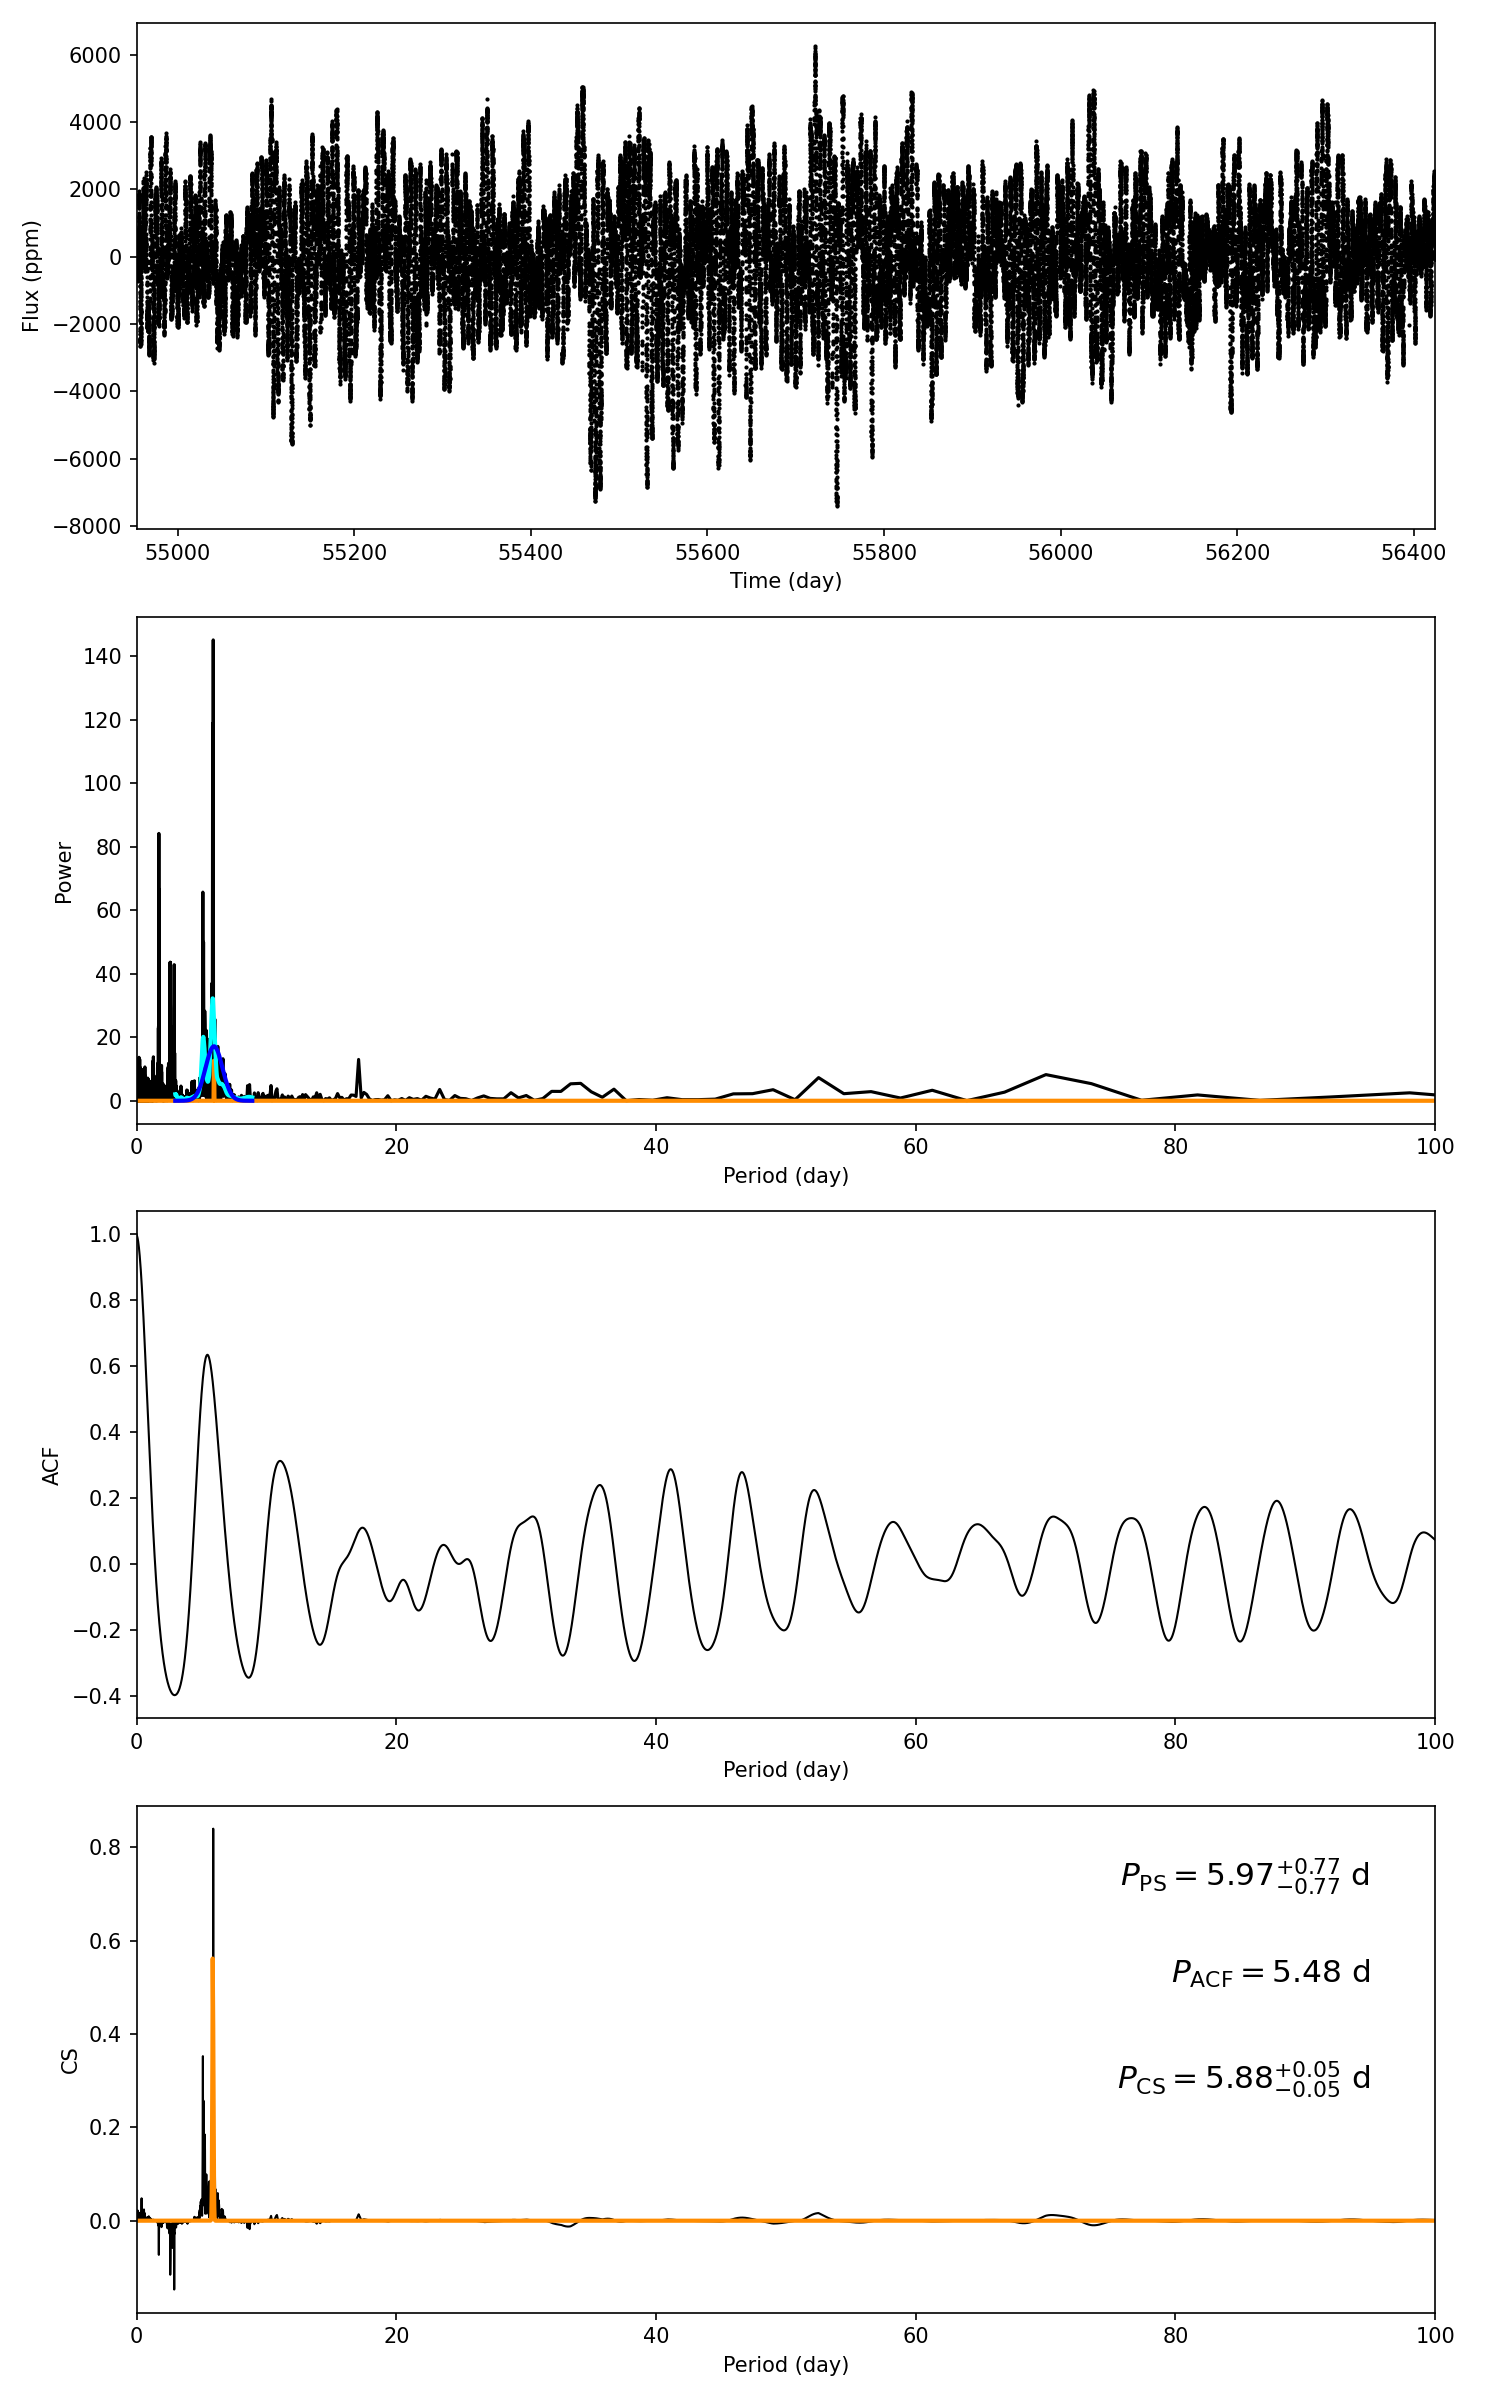 6000
4000
2000
0
−2000
−4000
−6000
−8000
Flux (ppm)
55000 55200 55400 55600 55800 56000 56200 56400
Time (day)
140
120
100
80
60
40
20
0
Power
0 20 40 60 80 100
Period (day)
1.0
0.8
0.6
0.4
0.2
0.0
−0.2
−0.4
ACF
0 20 40 60 80 100
Period (day)
0.8
0.6
0.4
0.2
0.0
CS
P_PS = 5.97^{+0.77}_{−0.77} d
P_ACF = 5.48 d
P_CS = 5.88^{+0.05}_{−0.05} d
0 20 40 60 80 100
Period (day)